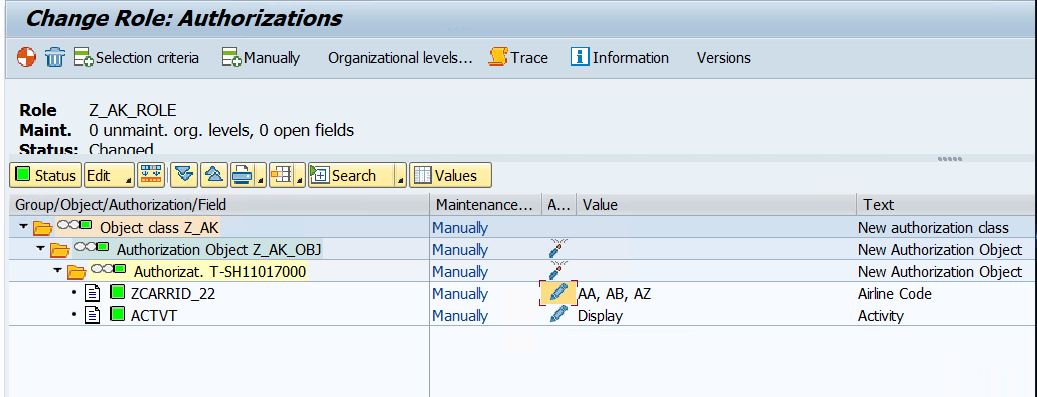 Change Role: Authorizations
Selection criteria Manually Organizational levels... Trace Information Versions
Role Z_AK_ROLE
Maint. 0 unmaint. org. levels, 0 open fields
Status: Changed
Status Edit Search Values
Group/Object/Authorization/Field Maintenance... A... Value Text
Object class Z_AK Manually New authorization class
Authorization Object Z_AK_OBJ Manually New Authorization Object
Authorizat. T-SH11017000 Manually New Authorization Object
ZCARRID_22 Manually AA, AB, AZ Airline Code
ACTVT Manually Display Activity